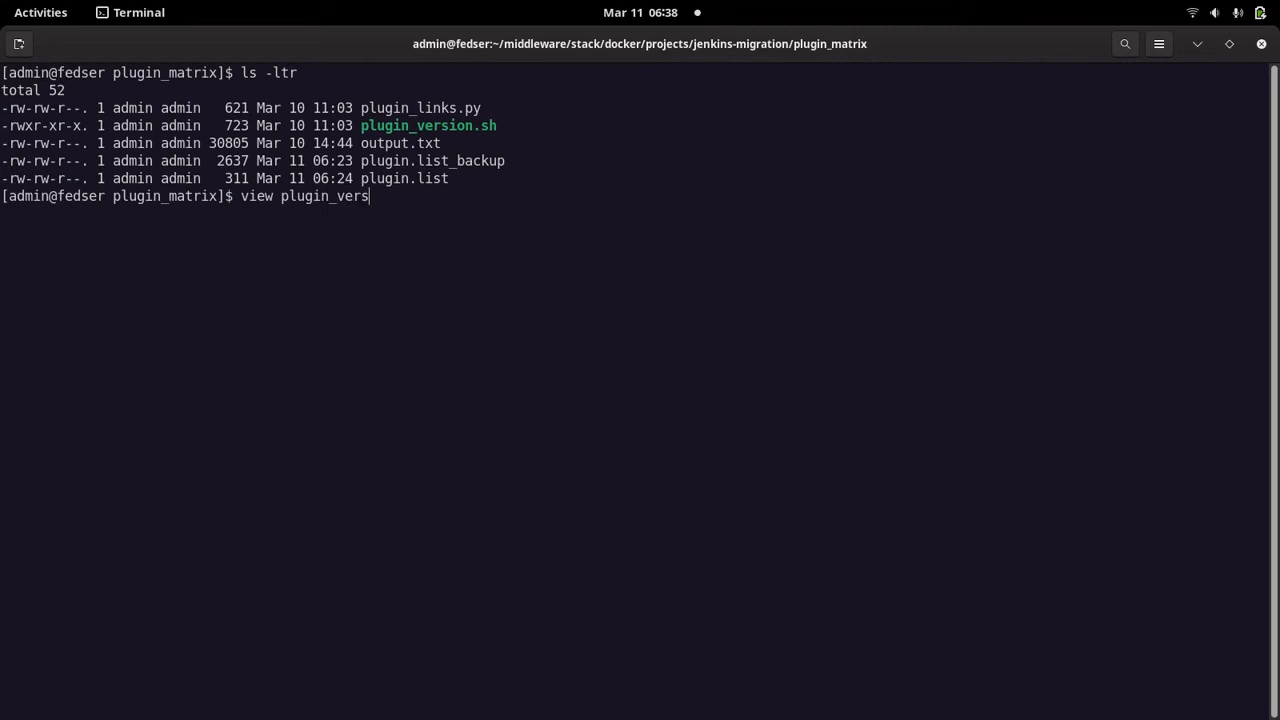 Activities Terminal Mar 11 06:38
admin@fedser:~/middleware/stack/docker/projects/jenkins-migration/plugin_matrix
[admin@fedser plugin_matrix]$ ls -ltr
total 52
-rw-rw-r--. 1 admin admin   621 Mar 10 11:03 plugin_links.py
-rwxr-xr-x. 1 admin admin   723 Mar 10 11:03 plugin_version.sh
-rw-rw-r--. 1 admin admin 30805 Mar 10 14:44 output.txt
-rw-rw-r--. 1 admin admin  2637 Mar 11 06:23 plugin.list_backup
-rw-rw-r--. 1 admin admin   311 Mar 11 06:24 plugin.list
[admin@fedser plugin_matrix]$ view plugin_vers